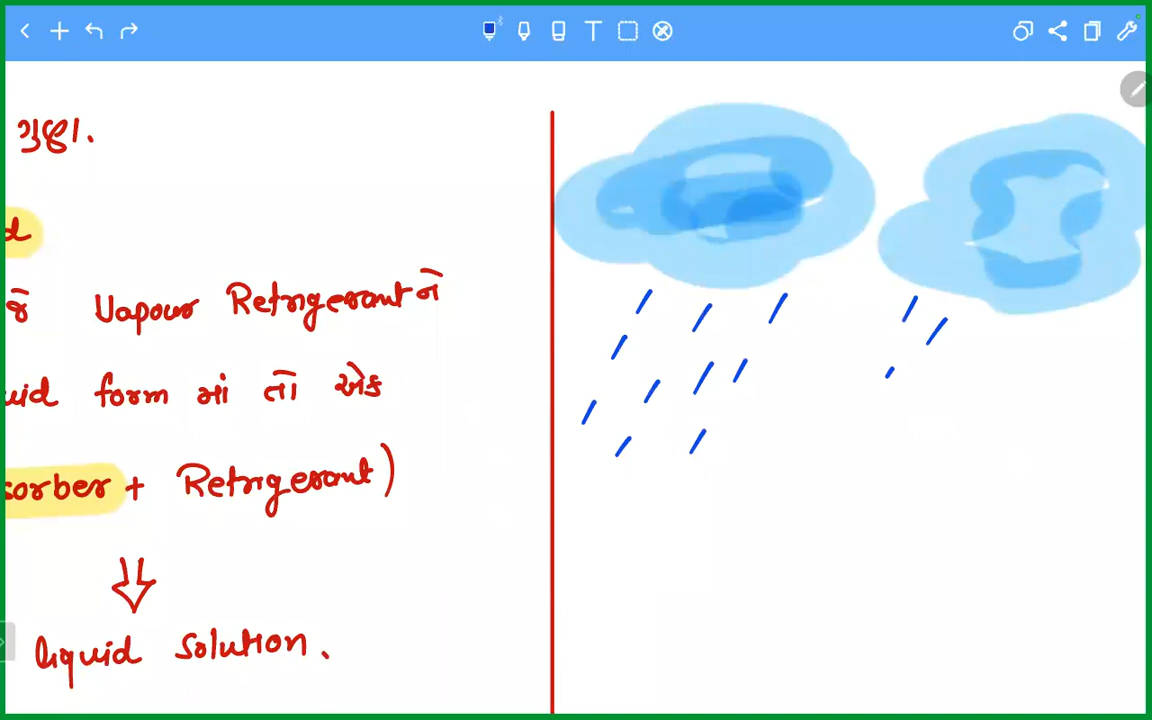 ગુણ.
d
જે Vapour Refrigerant ને
uid form માં તો એક
sorber + Refrigerant)
liquid solution.